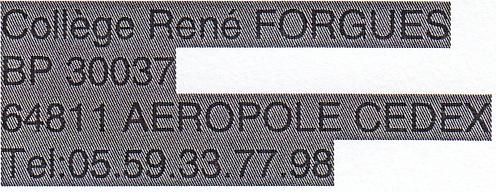 Collège René FORGUES
BP 30037
64811 AEROPOLE CEDEX
Tel:05.59.33.77.98